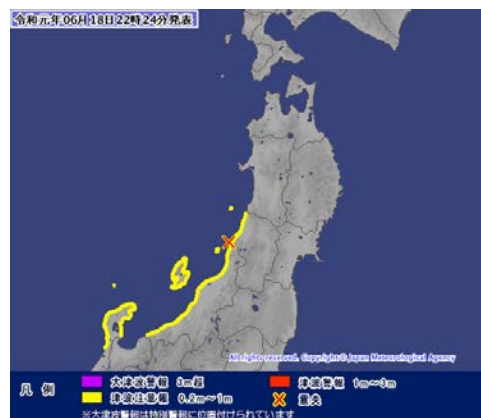 令和元年06月18日22時24分発表
All rights reserved. Copyright © Japan Meteorological Agency
凡 例
大津波警報 3m超
津波警報 1m~3m
津波注意報 0.2m~1m
震央
※大津波警報は特別警報に位置付けられています